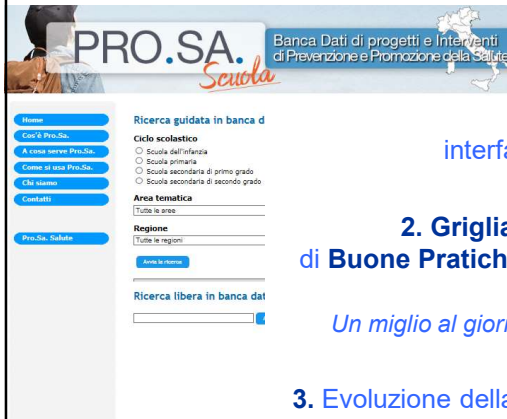 PRO.SA.
Scuola
Banca Dati di progetti e Interventi
di Prevenzione e Promozione della Salute
Home
Cos'è Pro.Sa.
A cosa serve Pro.Sa.
Come si usa Pro.Sa.
Chi siamo
Contatti
Pro.Sa. Salute
Ricerca guidata in banca d
Ciclo scolastico
Scuola dell'infanzia
Scuola primaria
Scuola secondaria di primo grado
Scuola secondaria di secondo grado
Area tematica
Tutte le aree
Regione
Tutte le regioni
Avvia la ricerca
Ricerca libera in banca dat
interfa
2. Griglia
di Buone Pratich
Un miglio al giorn
3. Evoluzione della